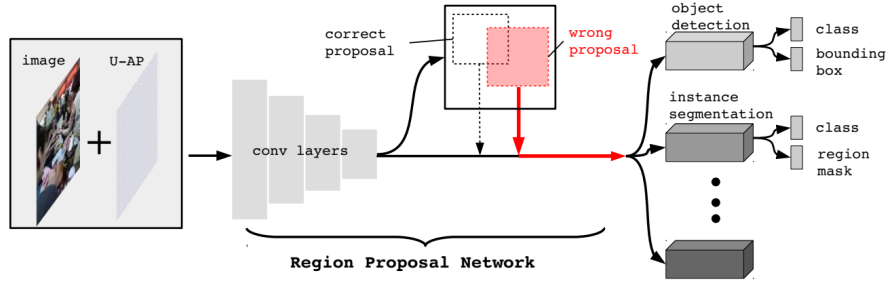 image
U-AP
conv layers
correct
proposal
wrong
proposal
Region Proposal Network
object
detection
class
bounding
box
instance
segmentation
class
region
mask